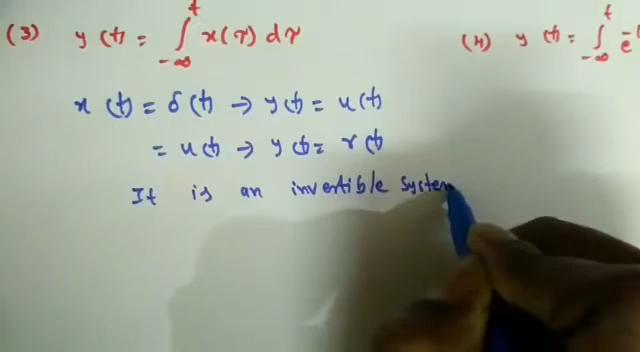 (3) y(t) = ∫_{-∞}^{t} x(τ) dτ
(4) y(t) = ∫_{-∞}^{t} e^{-(
x(t) = δ(t) → y(t) = u(t)
= u(t) → y(t) = r(t)
It is an invertible system